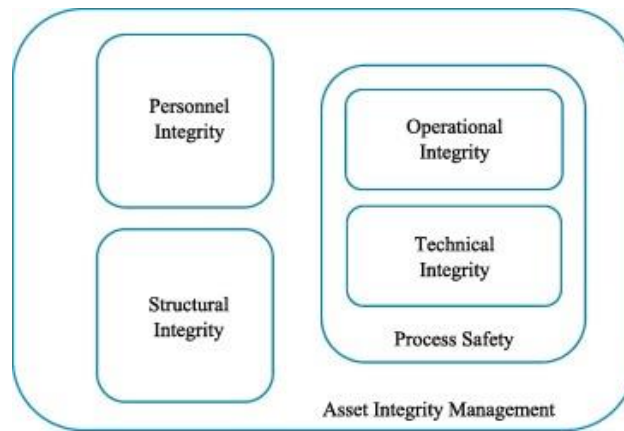 Personnel
Integrity
Operational
Integrity
Technical
Integrity
Structural
Integrity
Process Safety
Asset Integrity Management